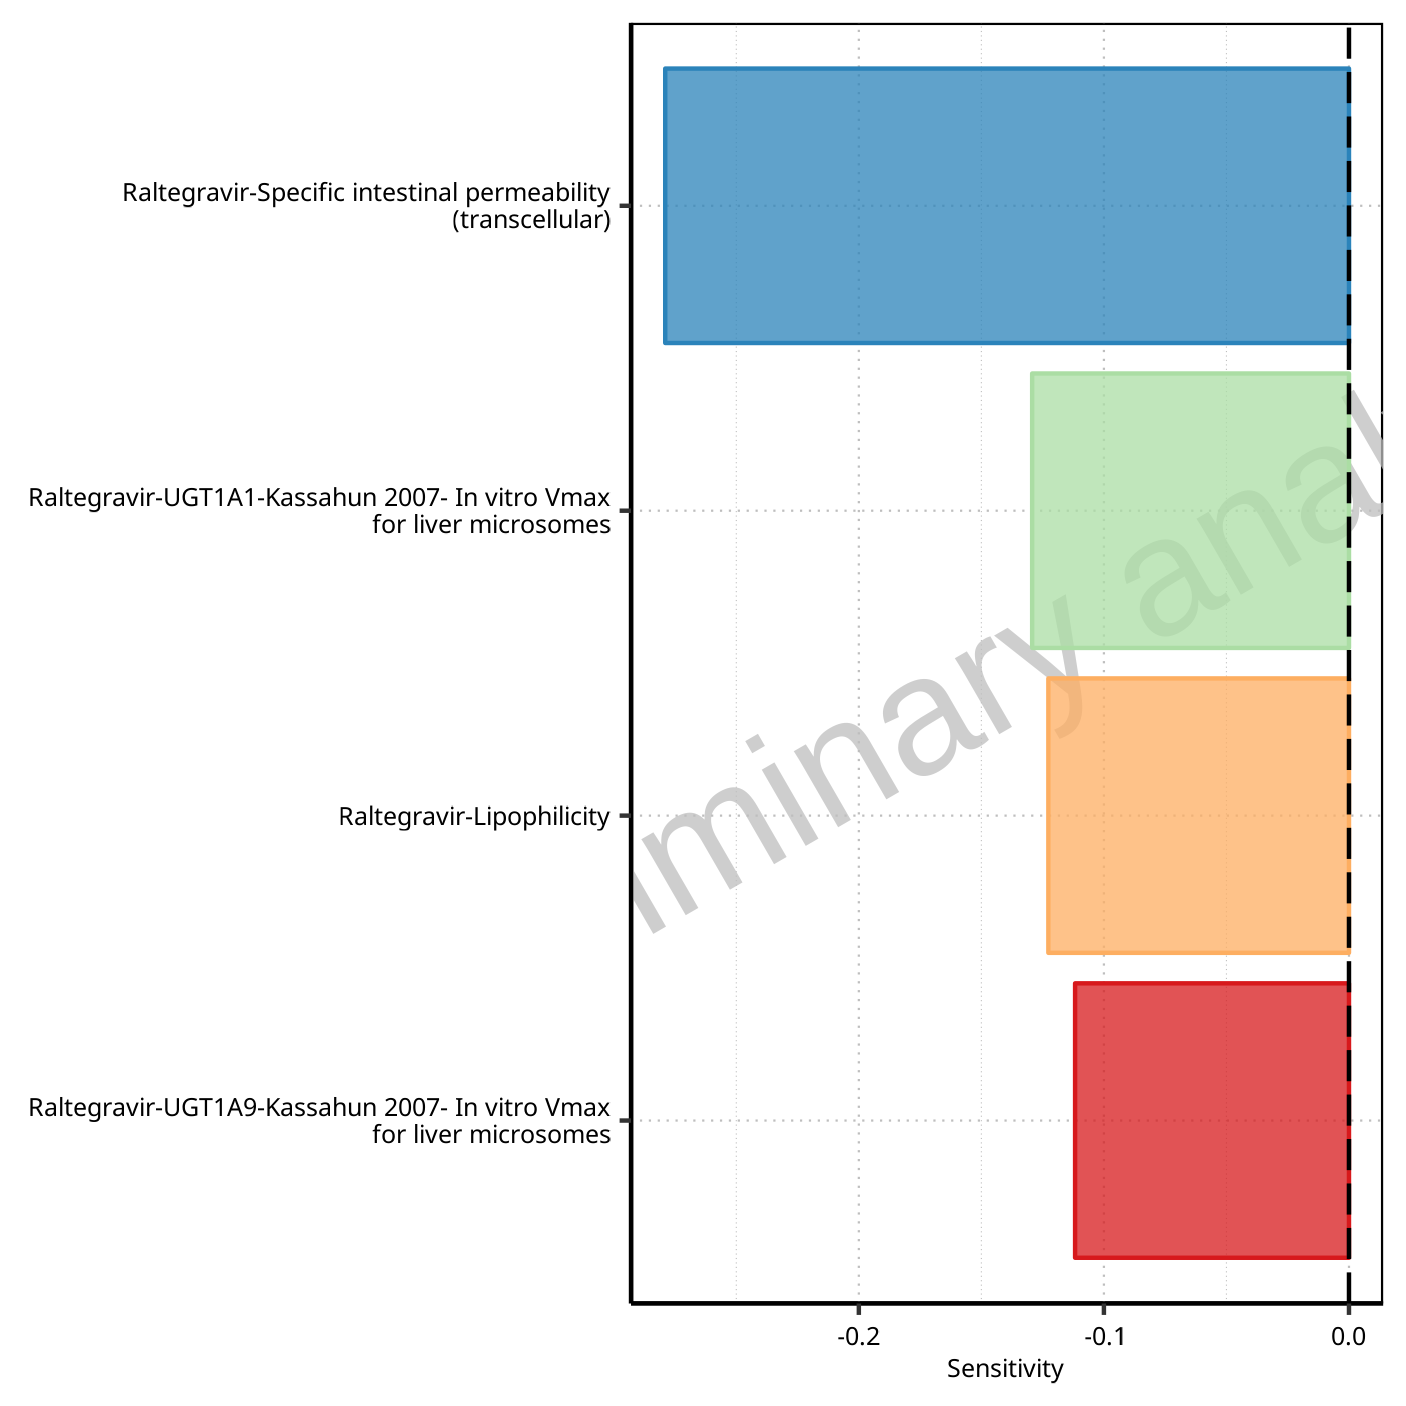 Raltegravir-Specific intestinal permeability
(transcellular)
Raltegravir-UGT1A1-Kassahun 2007- In vitro Vmax
for liver microsomes
Raltegravir-Lipophilicity
Raltegravir-UGT1A9-Kassahun 2007- In vitro Vmax
for liver microsomes
-0.2 -0.1 0.0
Sensitivity